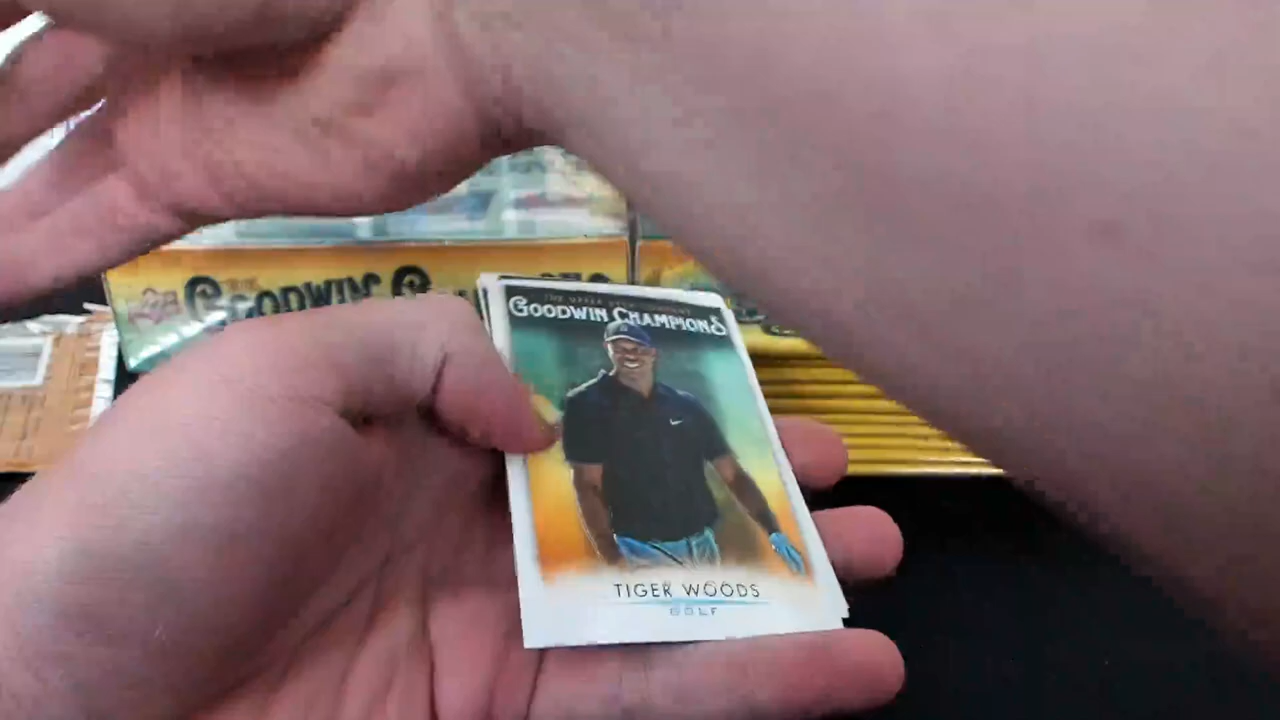 GOODWIN
THE UPPER DECK COMPANY
GOODWIN CHAMPIONS
TIGER WOODS
GOLF